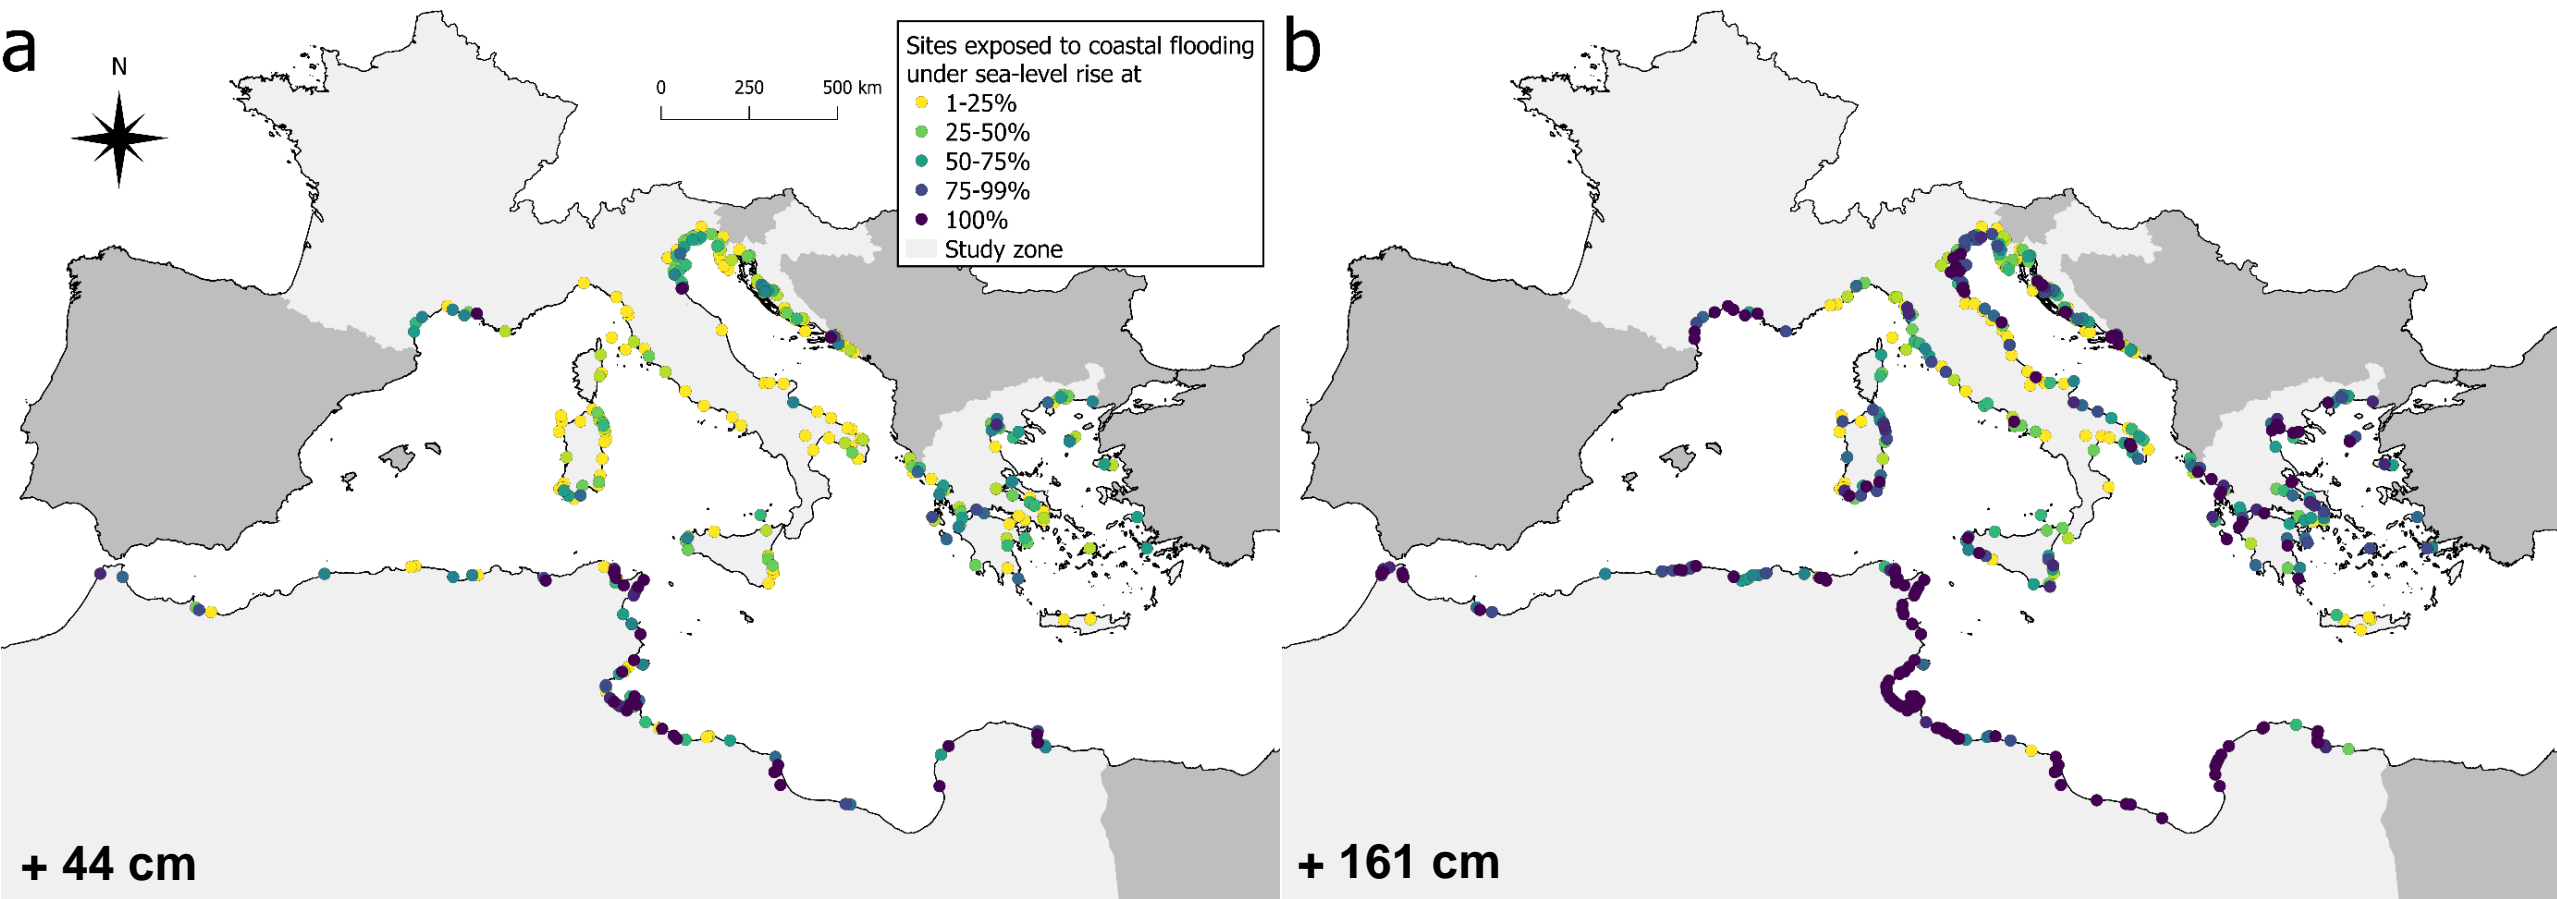 a
N
0 250 500 km
Sites exposed to coastal flooding
under sea-level rise at
1-25%
25-50%
50-75%
75-99%
100%
Study zone
+ 44 cm
b
+ 161 cm